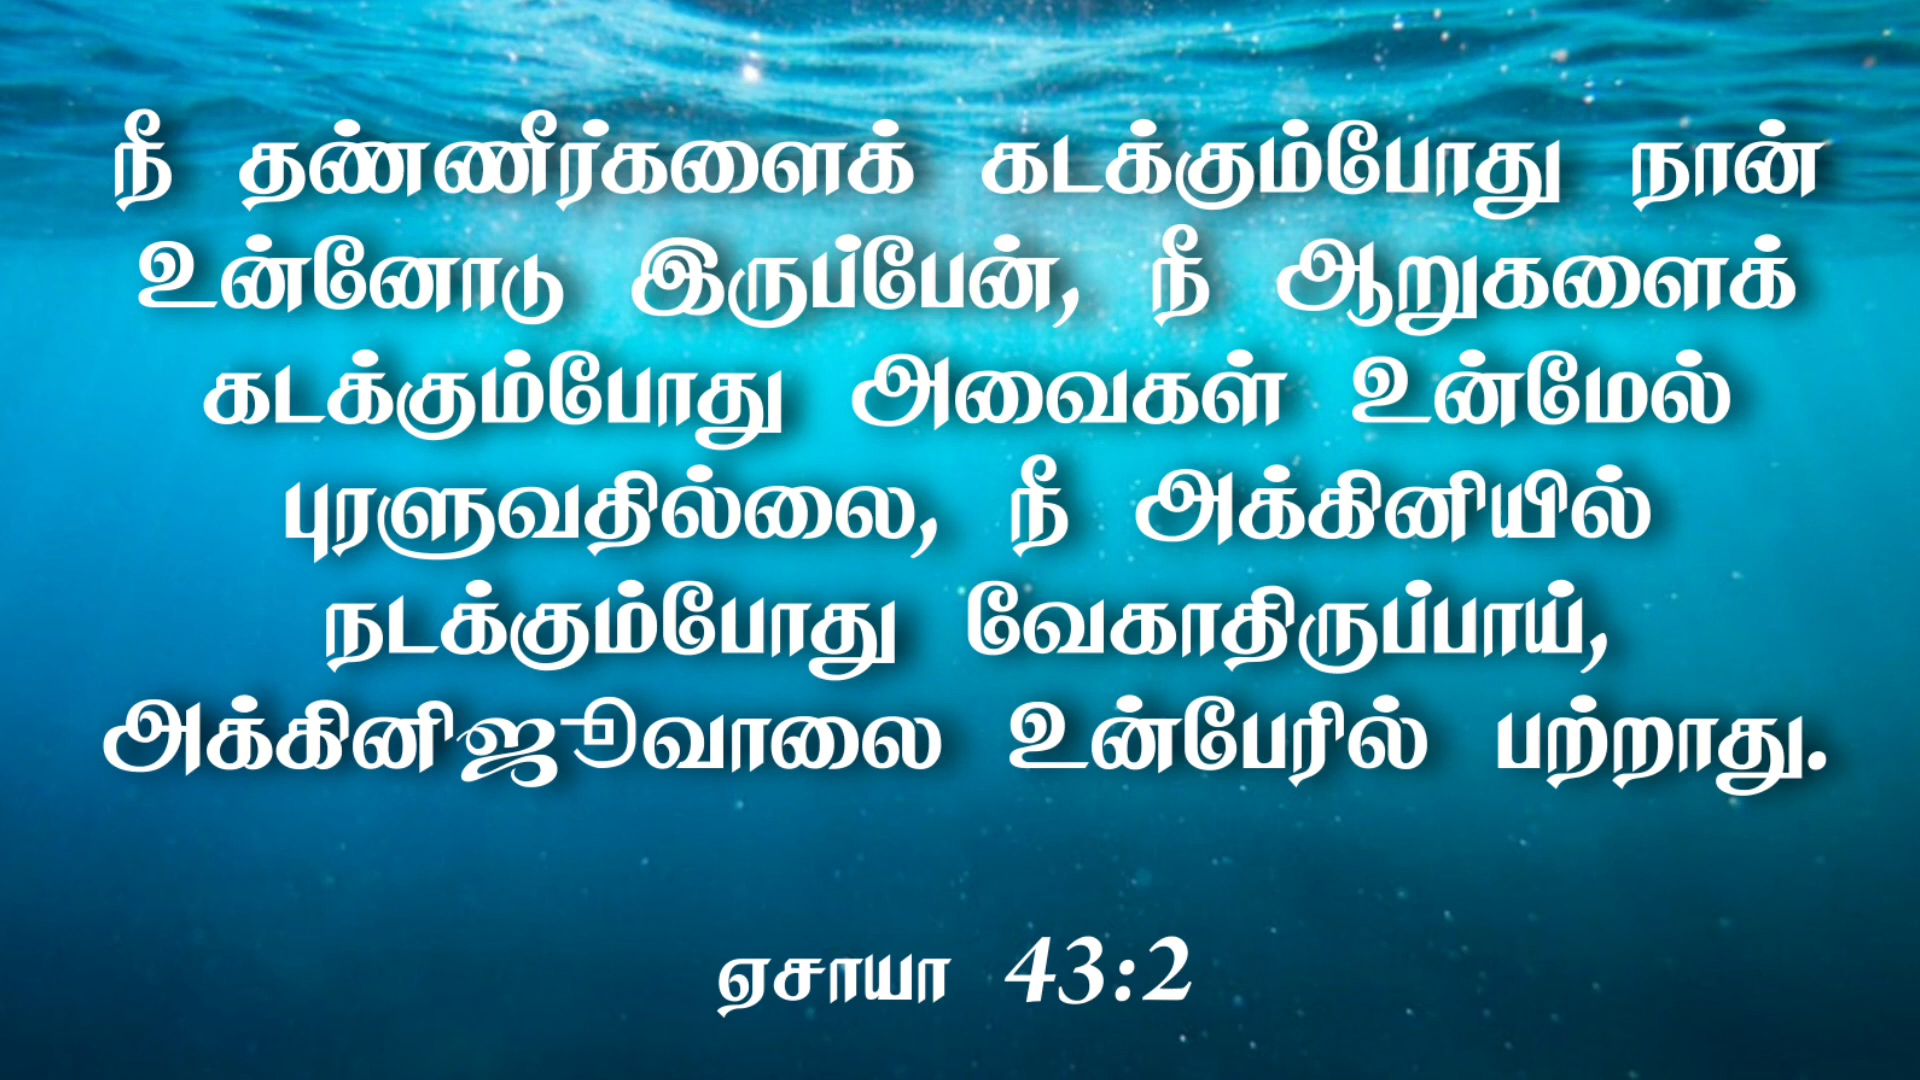 நீ தண்ணீர்களைக் கடக்கும்போது நான்
உன்னோடு இருப்பேன், நீ ஆறுகளைக்
கடக்கும்போது அவைகள் உன்மேல்
புரளுவதில்லை, நீ அக்கினியில்
நடக்கும்போது வேகாதிருப்பாய்,
அக்கினிஜூவாலை உன்பேரில் பற்றாது.
ஏசாயா 43:2